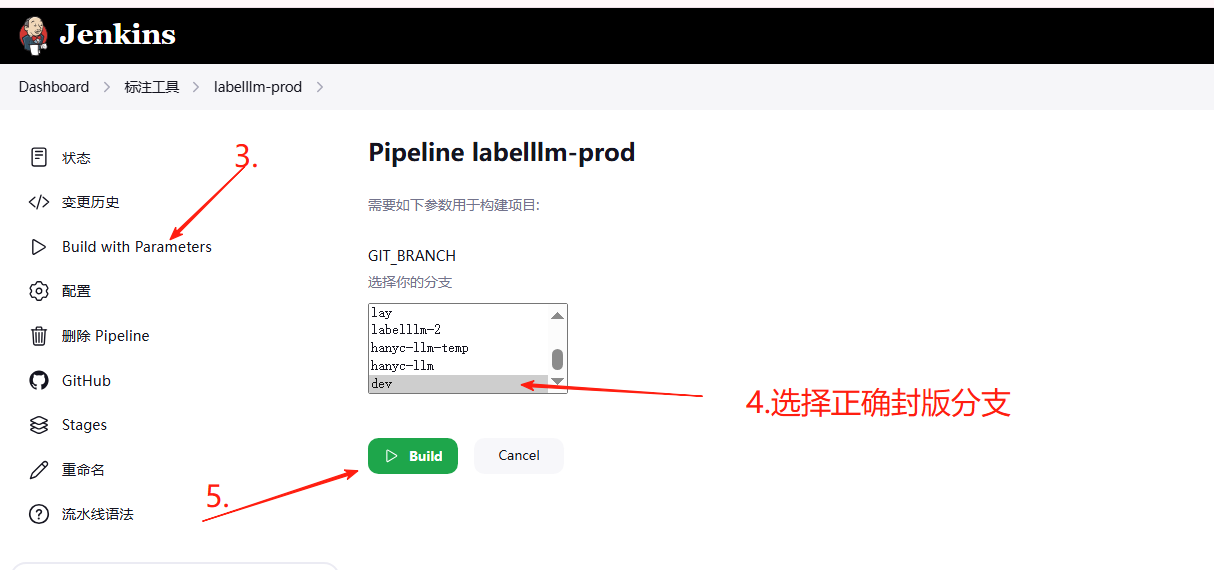 Jenkins
Dashboard
标注工具
labelllm-prod
状态
变更历史
Build with Parameters
配置
删除 Pipeline
GitHub
Stages
重命名
流水线语法
3.
Pipeline labelllm-prod
需要如下参数用于构建项目:
GIT_BRANCH
选择你的分支
lay
labelllm-2
hanyc-llm-temp
hanyc-llm
dev
4.选择正确封版分支
Build
Cancel
5.